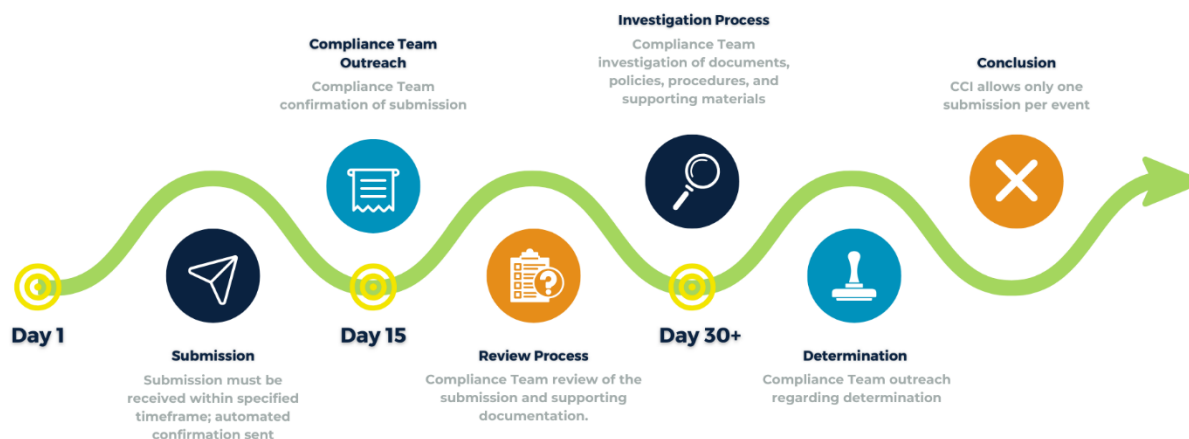 Day 1
Submission
Submission must be
received within specified
timeframe; automated
confirmation sent
Compliance Team
Outreach
Compliance Team
confirmation of submission
Day 15
Review Process
Compliance Team review of the
submission and supporting
documentation.
Investigation Process
Compliance Team
investigation of documents,
policies, procedures, and
supporting materials
Day 30+
Determination
Compliance Team outreach
regarding determination
Conclusion
CCI allows only one
submission per event